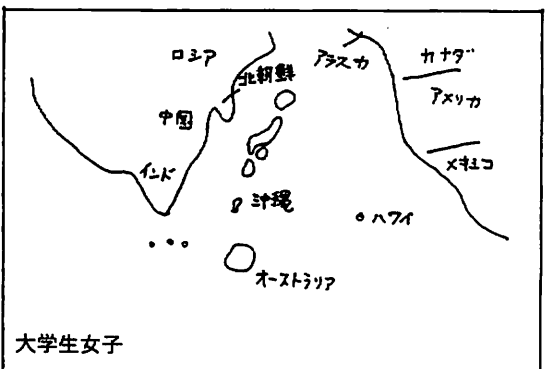 ロシア
アラスカ
カナダ
北朝鮮
アメリカ
中国
メキシコ
インド
沖縄
ハワイ
オーストラリア
大学生女子